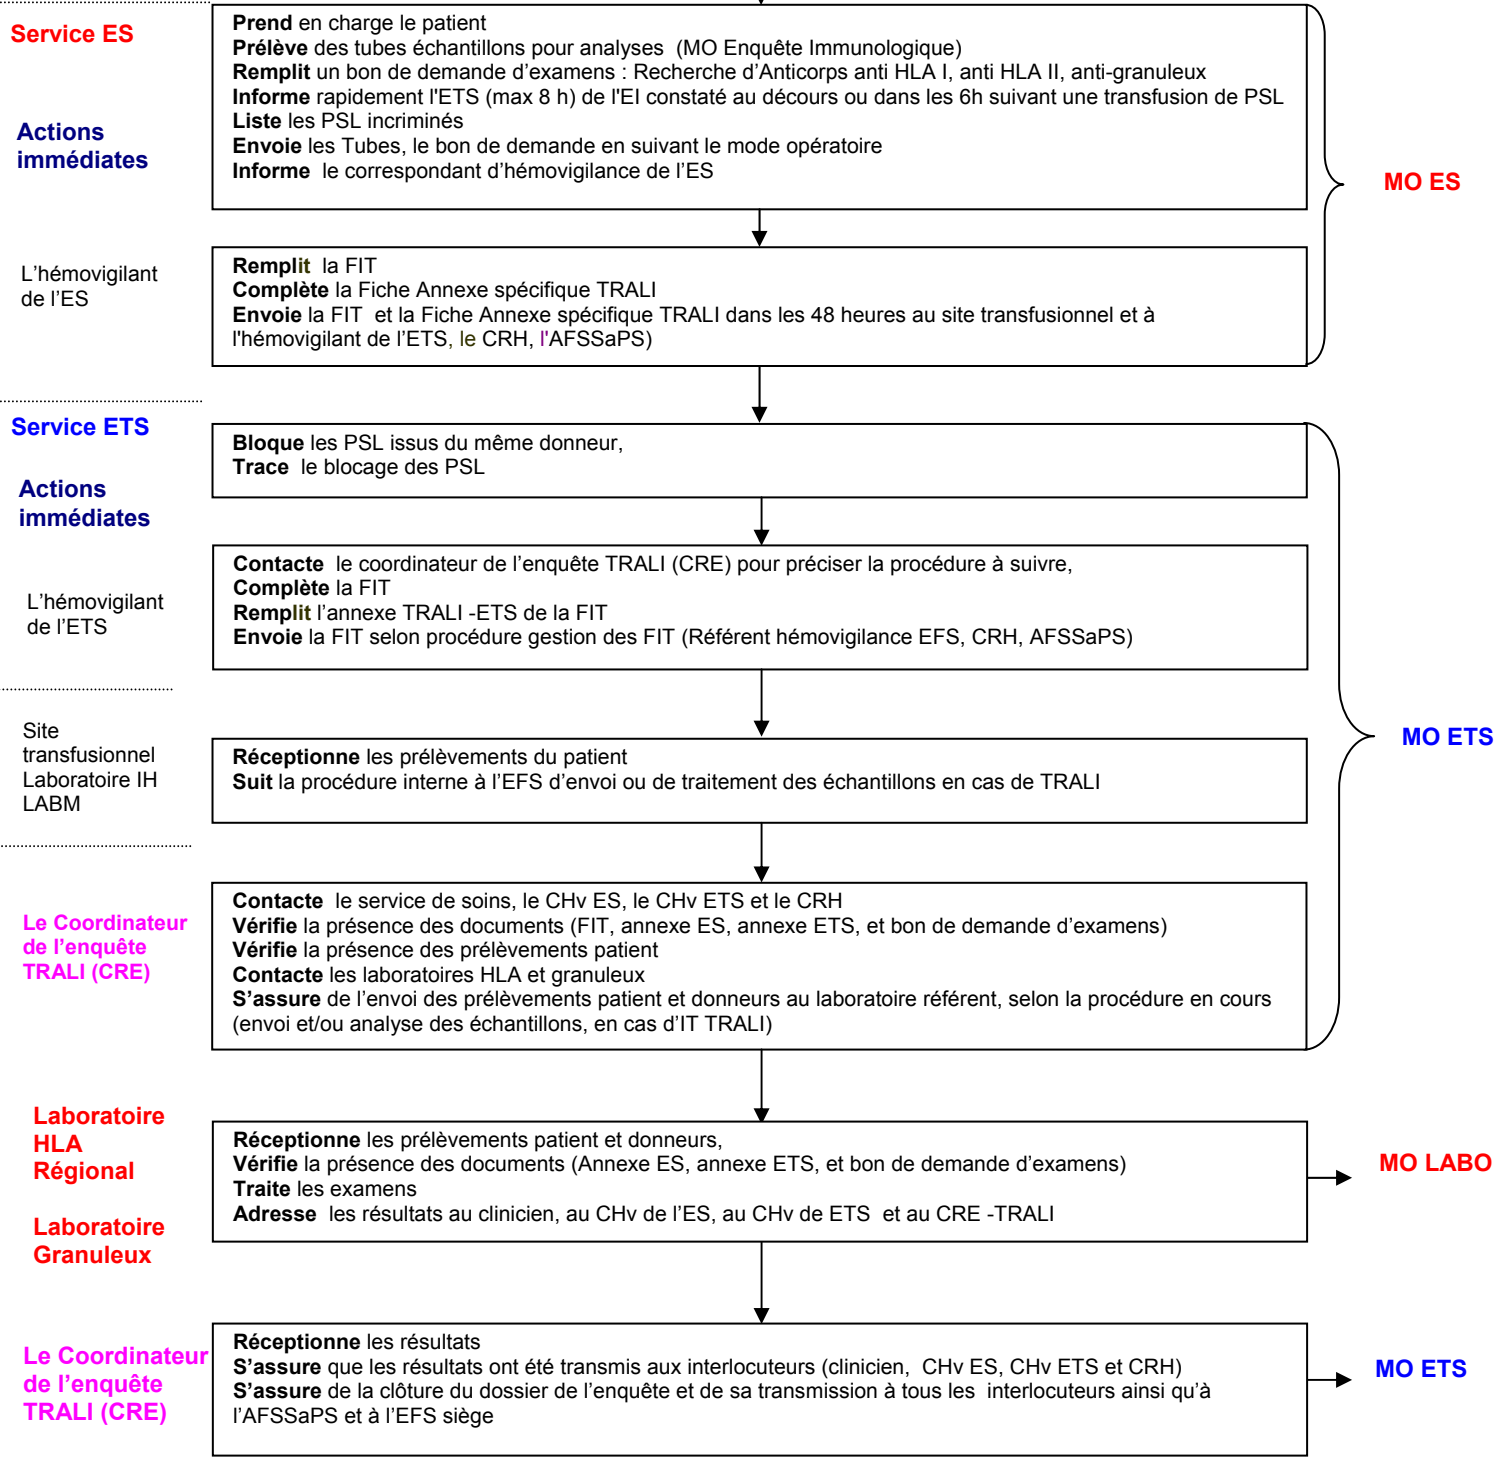 Service ES
Prend en charge le patient
Prélève des tubes échantillons pour analyses (MO Enquête Immunologique)
Remplit un bon de demande d'examens : Recherche d'Anticorps anti HLA I, anti HLA II, anti-granuleux
Informe rapidement l'ETS (max 8 h) de l'EI constaté au décours ou dans les 6h suivant une transfusion de PSL
Liste les PSL incriminés
Envoie les Tubes, le bon de demande en suivant le mode opératoire
Informe le correspondant d'hémovigilance de l'ES
Actions
immédiates
MO ES
L'hémovigilant
de l'ES
Remplit la FIT
Complète la Fiche Annexe spécifique TRALI
Envoie la FIT et la Fiche Annexe spécifique TRALI dans les 48 heures au site transfusionnel et à
l'hémovigilant de l'ETS, le CRH, l'AFSSaPS)
Service ETS
Actions
immédiates
Bloque les PSL issus du même donneur,
Trace le blocage des PSL
L'hémovigilant
de l'ETS
Contacte le coordinateur de l'enquête TRALI (CRE) pour préciser la procédure à suivre,
Complète la FIT
Remplit l'annexe TRALI -ETS de la FIT
Envoie la FIT selon procédure gestion des FIT (Référent hémovigilance EFS, CRH, AFSSaPS)
Site
transfusionnel
Laboratoire IH
LABM
Réceptionne les prélèvements du patient
Suit la procédure interne à l'EFS d'envoi ou de traitement des échantillons en cas de TRALI
MO ETS
Le Coordinateur
de l'enquête
TRALI (CRE)
Contacte le service de soins, le CHv ES, le CHv ETS et le CRH
Vérifie la présence des documents (FIT, annexe ES, annexe ETS, et bon de demande d'examens)
Vérifie la présence des prélèvements patient
Contacte les laboratoires HLA et granuleux
S'assure de l'envoi des prélèvements patient et donneurs au laboratoire référent, selon la procédure en cours
(envoi et/ou analyse des échantillons, en cas d'IT TRALI)
Laboratoire
HLA
Régional
Laboratoire
Granuleux
Réceptionne les prélèvements patient et donneurs,
Vérifie la présence des documents (Annexe ES, annexe ETS, et bon de demande d'examens)
Traite les examens
Adresse les résultats au clinicien, au CHv de l'ES, au CHv de ETS et au CRE -TRALI
MO LABO
Le Coordinateur
de l'enquête
TRALI (CRE)
Réceptionne les résultats
S'assure que les résultats ont été transmis aux interlocuteurs (clinicien, CHv ES, CHv ETS et CRH)
S'assure de la clôture du dossier de l'enquête et de sa transmission à tous les interlocuteurs ainsi qu'à
l'AFSSaPS et à l'EFS siège
MO ETS